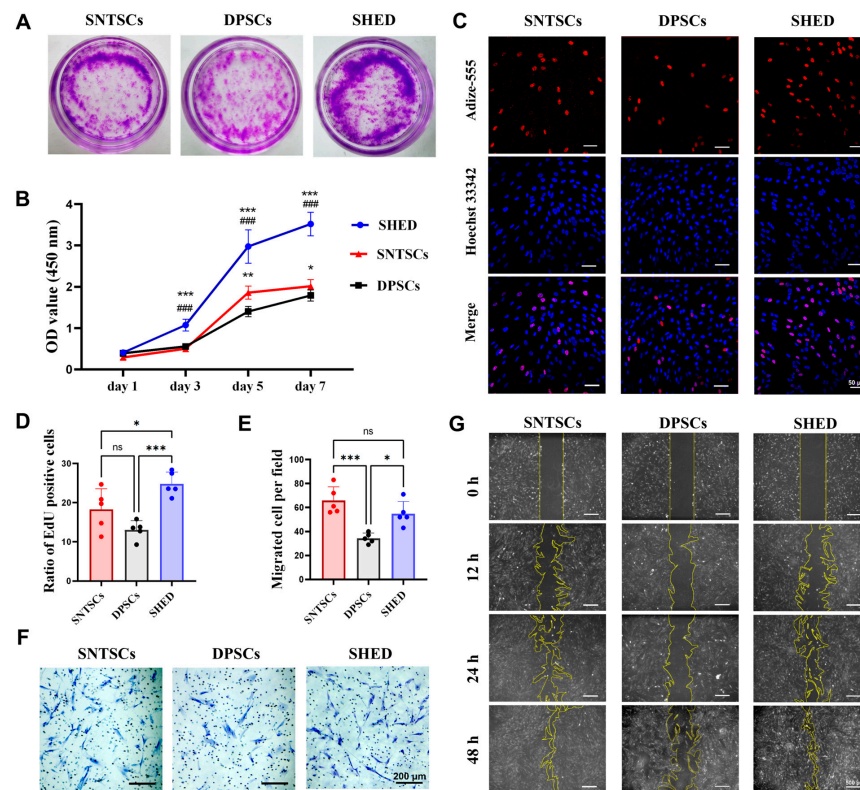 A
SNTSCs DPSCs SHED
B
OD value (450 nm)
4
3
2
1
0
*** ### *** ### *** ### ** *
SHED
SNTSCs
DPSCs
day 1 day 3 day 5 day 7
C
SNTSCs DPSCs SHED
Adize-555
Hoechst 33342
Merge
D
Ratio of EdU positive cells
30
20
10
0
*
ns ***
SNTSCs DPSCs SHED
E
Migrated cell per field
100
80
60
40
20
0
ns
*** *
SNTSCs DPSCs SHED
F
SNTSCs DPSCs SHED
200 μm
G
SNTSCs DPSCs SHED
0 h
12 h
24 h
48 h